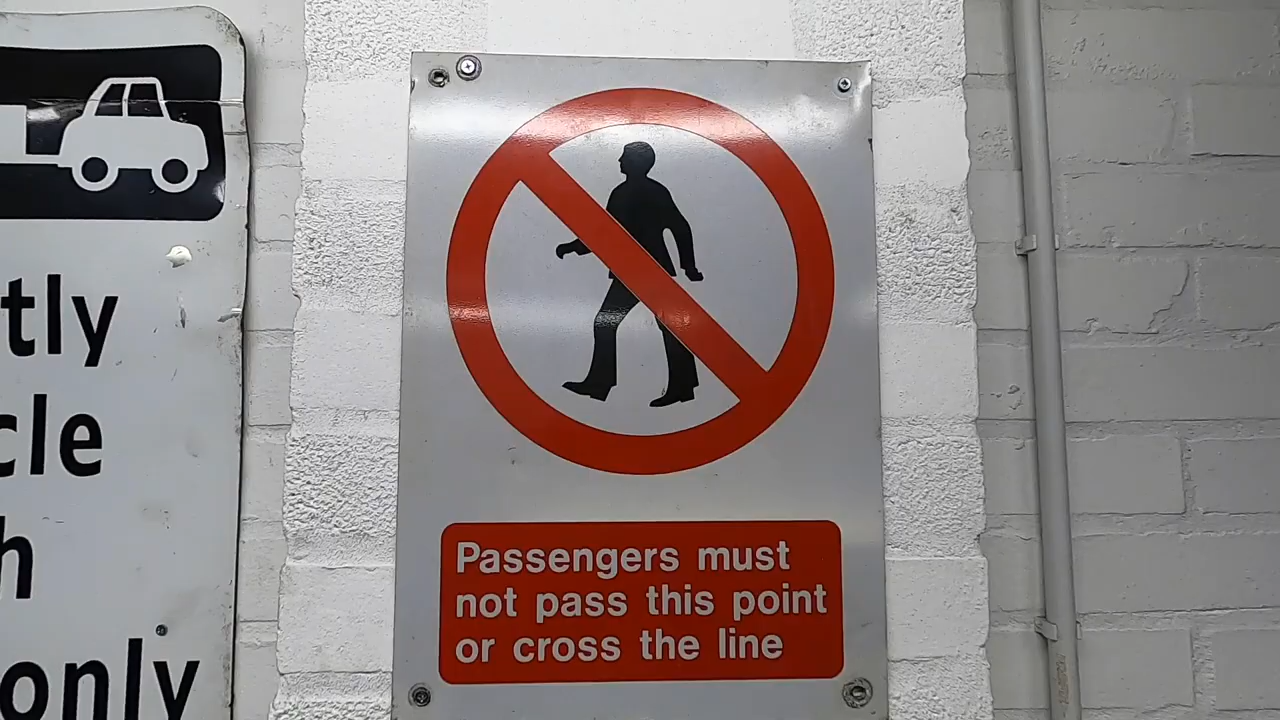 tly
cle
h
only
Passengers must
not pass this point
or cross the line